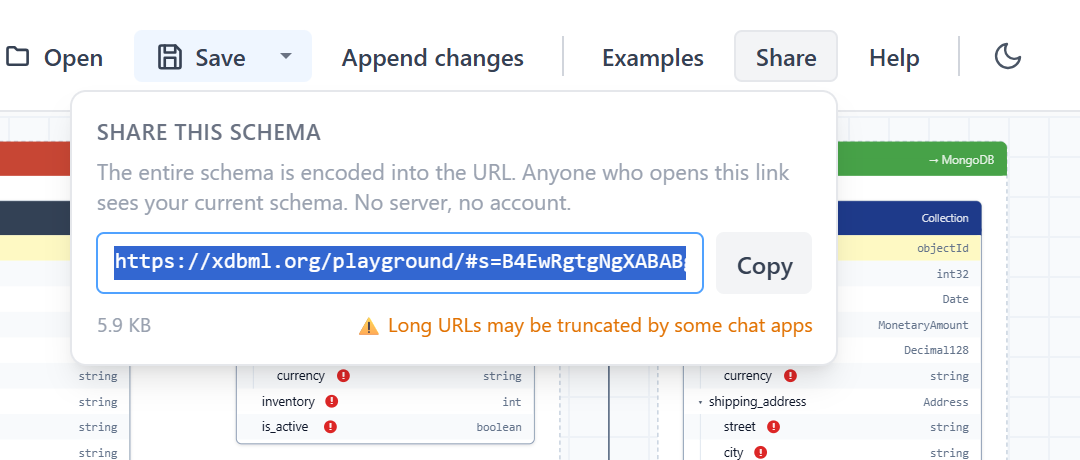 Open Save Append changes Examples Share Help
SHARE THIS SCHEMA
The entire schema is encoded into the URL. Anyone who opens this link
sees your current schema. No server, no account.
https://xdbml.org/playground/#s=B4EwRgtgNgXABAB
Copy
5.9 KB
⚠ Long URLs may be truncated by some chat apps
→ MongoDB
Collection
objectId
int32
Date
MonetaryAmount
Decimal128
string currency string currency string
string inventory int shipping_address Address
string is_active boolean street string
string city string